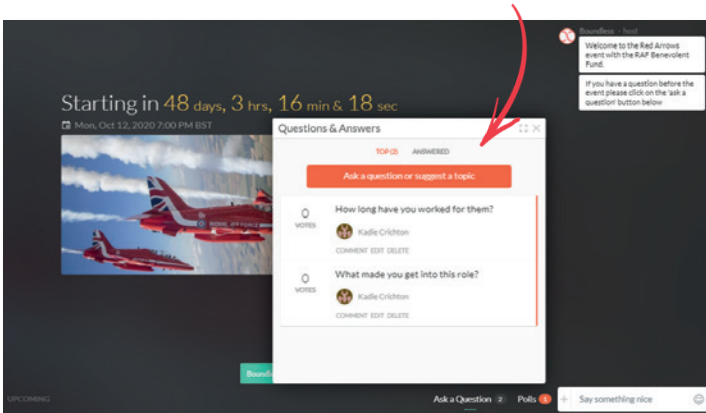 Boundless - host
Welcome to the Red Arrows
event with the RAF Benevolent
Fund.
If you have a question before the
event please click on the 'ask a
question' button below
Starting in 48 days, 3 hrs, 16 min & 18 sec
Mon, Oct 12, 2020 7:00 PM BST
ROYAL AIR FORCE
Questions & Answers
TOP (2) ANSWERED
Ask a question or suggest a topic
0
VOTES
How long have you worked for them?
Kadie Crichton
COMMENT EDIT DELETE
0
VOTES
What made you get into this role?
Kadie Crichton
COMMENT EDIT DELETE
UPCOMING
Ask a Question 2 Polls 1
+ Say something nice